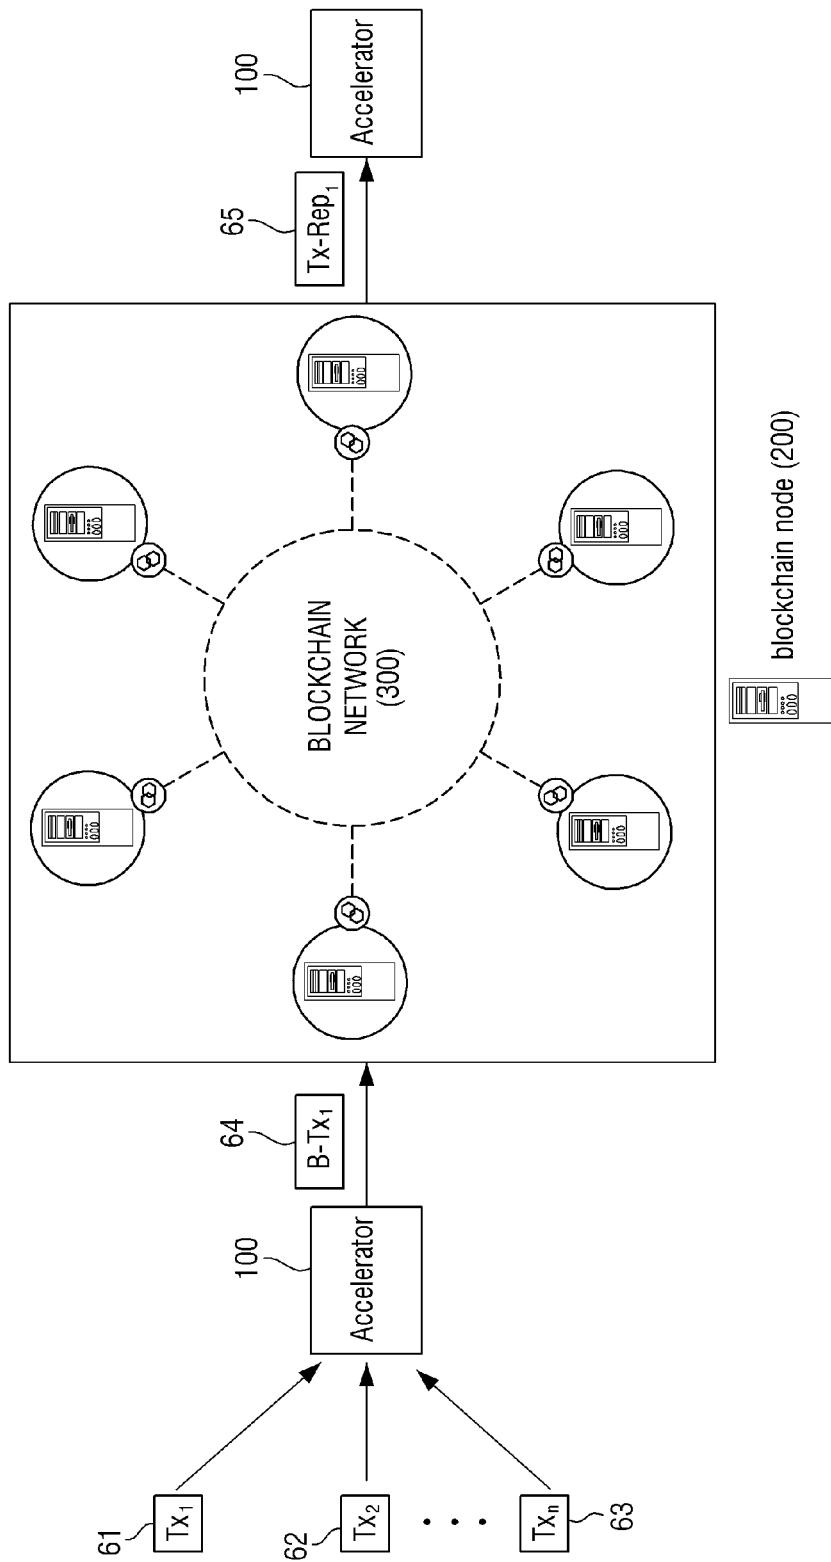 61
Tx1
62
Tx2
Txn
63
100
Accelerator
64
B-Tx1
BLOCKCHAIN
NETWORK
(300)
65
Tx-Rep1
100
Accelerator
blockchain node (200)